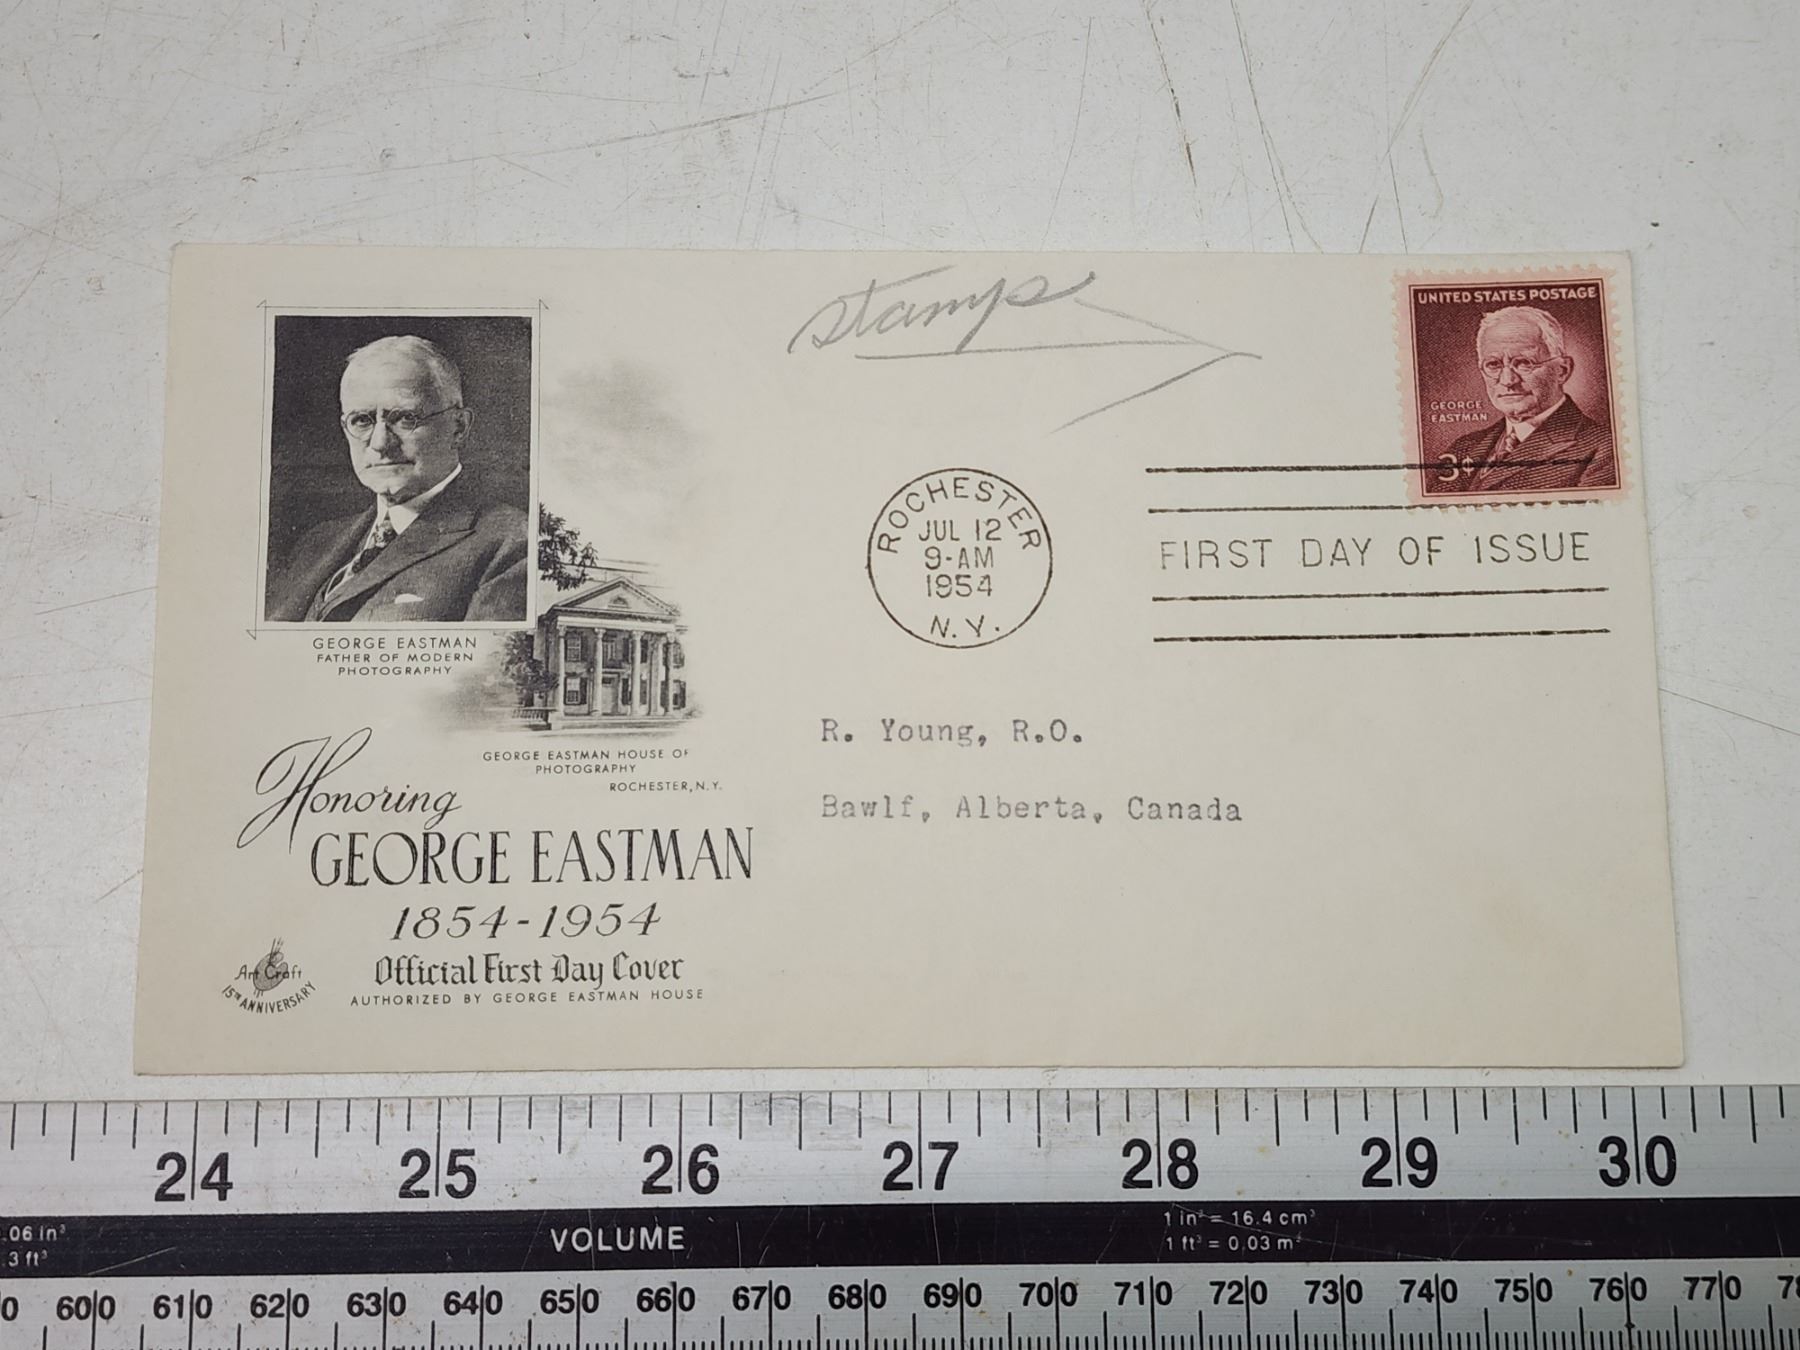 stamps
UNITED STATES POSTAGE
GEORGE
EASTMAN
3¢
ROCHESTER
JUL 12
9-AM
1954
N.Y.
FIRST DAY OF ISSUE
GEORGE EASTMAN
FATHER OF MODERN
PHOTOGRAPHY
GEORGE EASTMAN HOUSE OF
PHOTOGRAPHY
ROCHESTER, N.Y.
R. Young, R.O.
Bawlf, Alberta, Canada
Honoring
GEORGE EASTMAN
1854-1954
Official First Day Cover
AUTHORIZED BY GEORGE EASTMAN HOUSE
Art Craft
15TH ANNIVERSARY
24 25 26 27 28 29 30
.06 in³
.3 ft³
VOLUME
1 in³ = 16.4 cm³
1 ft³ = 0.03 m³
600 610 620 630 640 650 660 670 680 690 700 710 720 730 740 750 760 770